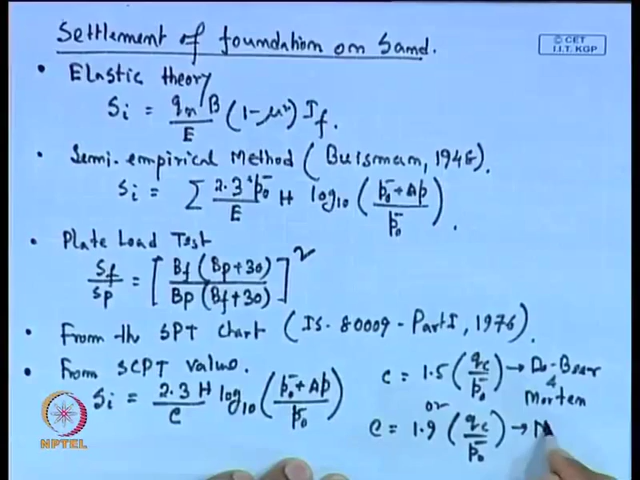 Settlement of foundation on Sand.
© CET
I.I.T. KGP
• Elastic theory
Si = qn B / E (1-μ²) If.
• Semi-empirical Method (Buisman, 1948).
Si = Σ 2.3 p̄0 / E H log10 (p̄0 + Δp / p̄0).
• Plate Load Test
Sf / Sp = [Bf (Bp+30) / Bp (Bf+30)]²
• From the SPT Chart (IS-80009-Part I, 1976).
• From SCPT value.
Si = 2.3 H / C log10 (p̄0 + Δp / p̄0)
C = 1.5 (qc / p̄0) → De-Beer & Morten
or
C = 1.9 (qc / p̄0) → M
NPTEL